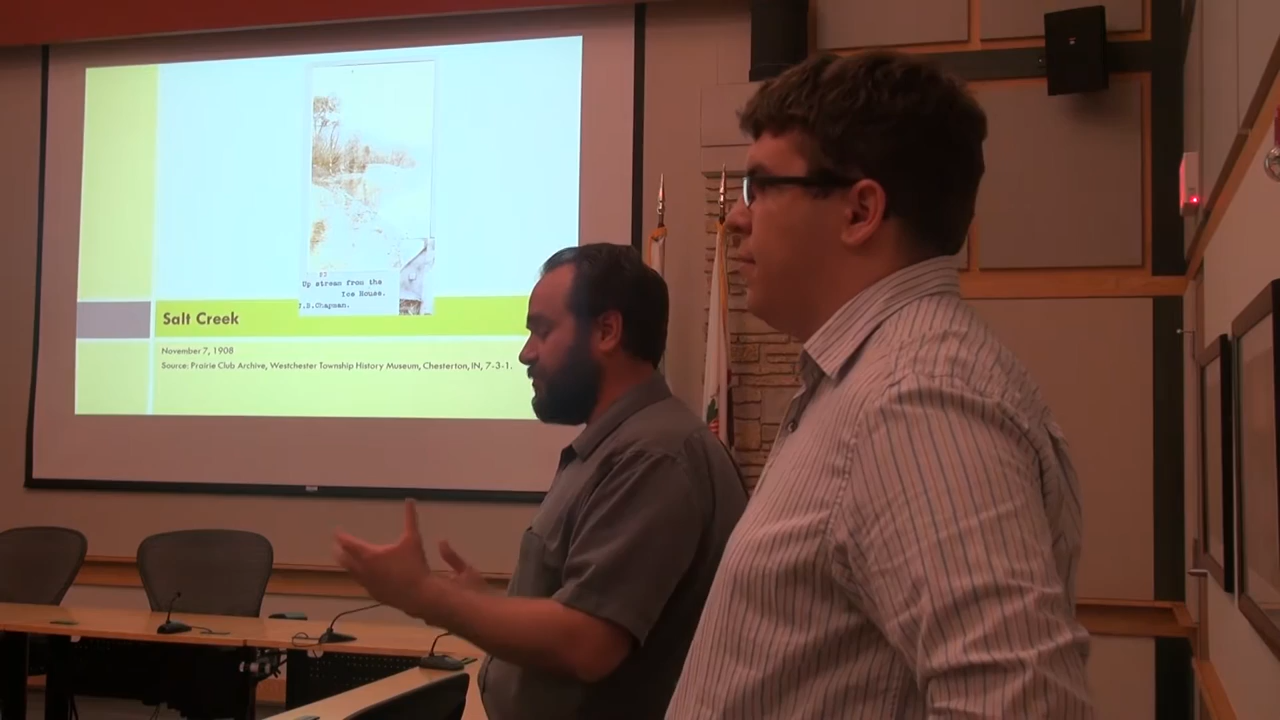 P3
Up stream from the
Ice House.
T.B.Chapman.
Salt Creek
November 7, 1908
Source: Prairie Club Archive, Westchester Township History Museum, Chesterton, IN, 7-3-1.